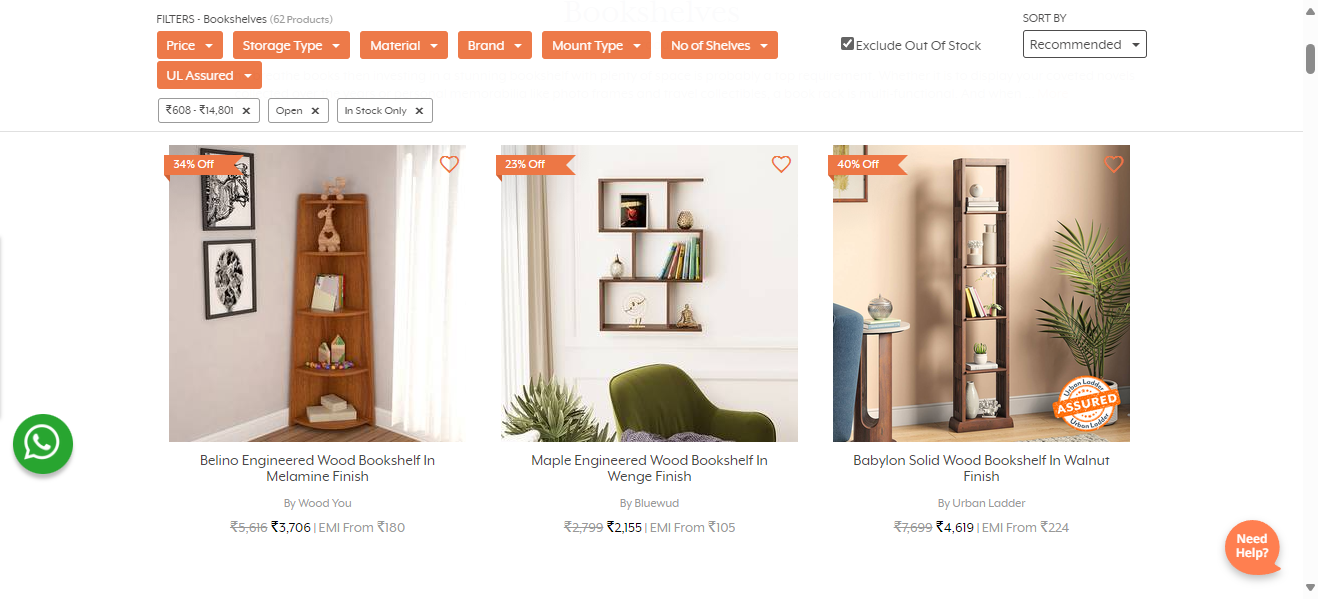 Bookshelves
FILTERS - Bookshelves (62 Products)
SORT BY
Price
Storage Type
Material
Brand
Mount Type
No of Shelves
Exclude Out Of Stock
Recommended
UL Assured
₹608 - ₹14,801 ×
Open ×
In Stock Only ×
34% Off
23% Off
40% Off
Urban Ladder
ASSURED
Urban Ladder
Belino Engineered Wood Bookshelf In
Melamine Finish
By Wood You
₹5,616 ₹3,706 | EMI From ₹180
Maple Engineered Wood Bookshelf In
Wenge Finish
By Bluewud
₹2,799 ₹2,155 | EMI From ₹105
Babylon Solid Wood Bookshelf In Walnut
Finish
By Urban Ladder
₹7,699 ₹4,619 | EMI From ₹224
Need
Help?